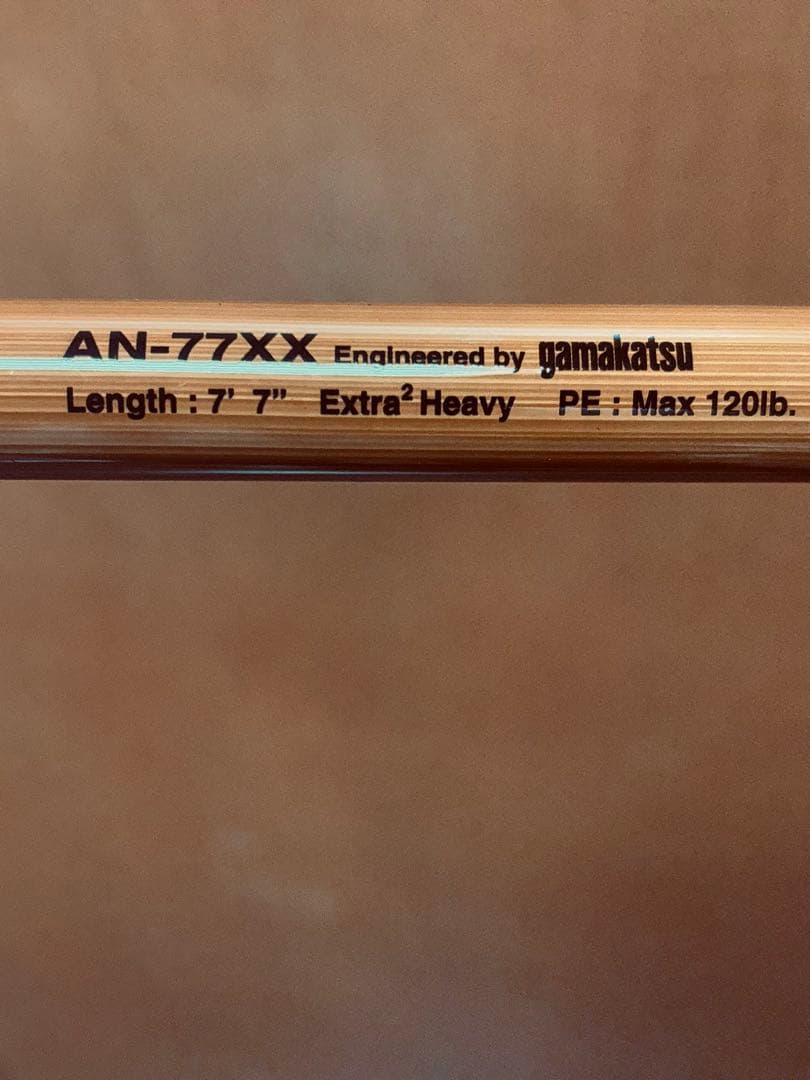 AN-77XX Engineered by gamakatsu
Length : 7' 7" Extra² Heavy PE : Max 120lb.